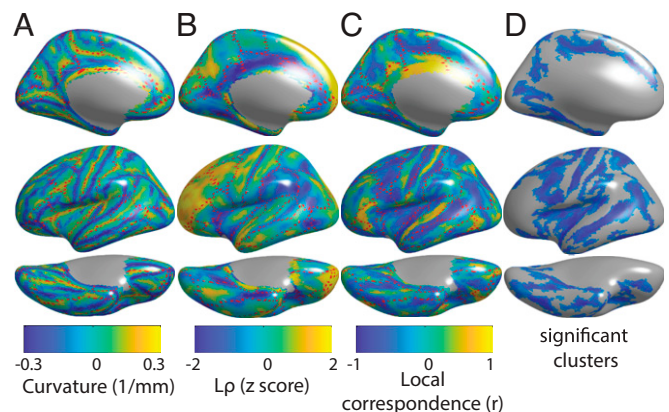 A B C D
-0.3 0 0.3 -2 0 2 -1 0 1 significant
Curvature (1/mm) Lρ (z score) Local clusters
correspondence (r)